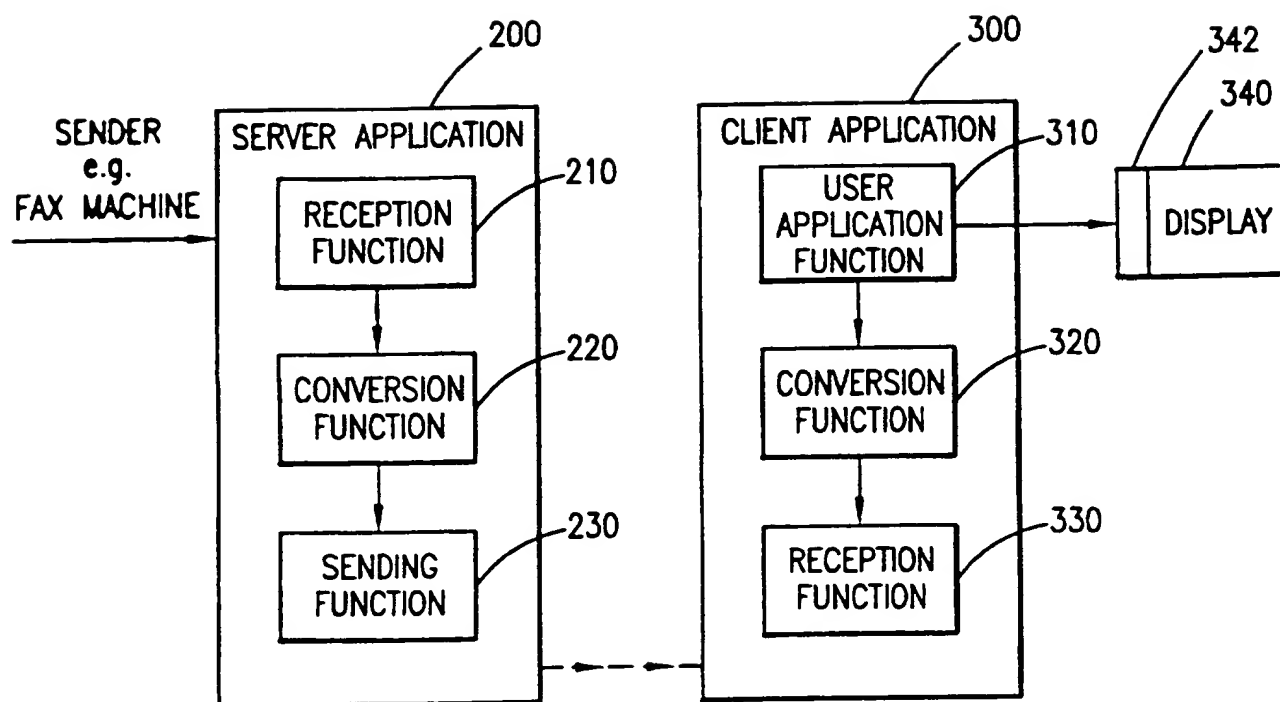 200
300
342
340
SENDER
e.g.
FAX MACHINE
SERVER APPLICATION
210
RECEPTION
FUNCTION
220
CONVERSION
FUNCTION
230
SENDING
FUNCTION
CLIENT APPLICATION
310
USER
APPLICATION
FUNCTION
DISPLAY
320
CONVERSION
FUNCTION
330
RECEPTION
FUNCTION